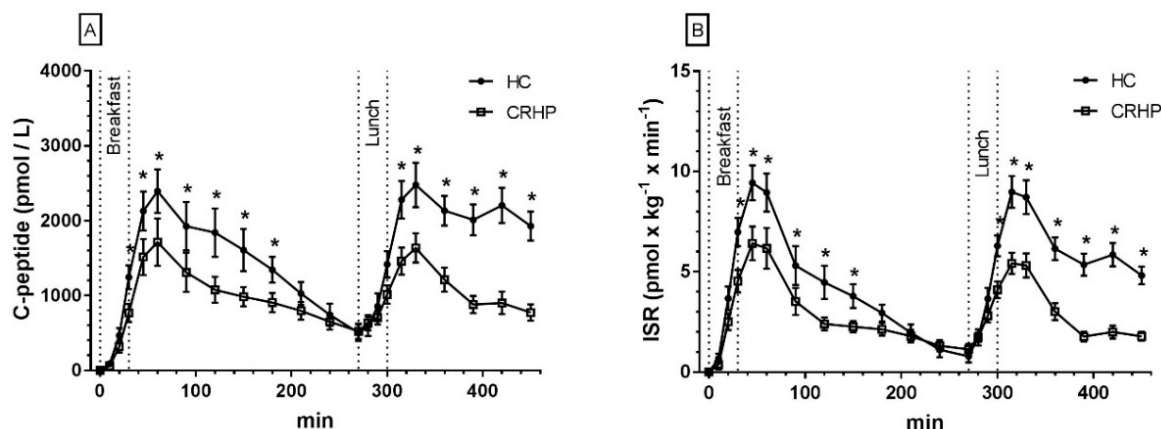 A
C-peptide (pmol / L)
4000
3000
2000
1000
0
Breakfast
Lunch
HC
CRHP
* * * * * * * * * * * * *
0 100 200 300 400
min
B
ISR (pmol x kg⁻¹ x min⁻¹)
15
10
5
0
Breakfast
Lunch
HC
CRHP
* * * * * * * * * * * * *
0 100 200 300 400
min